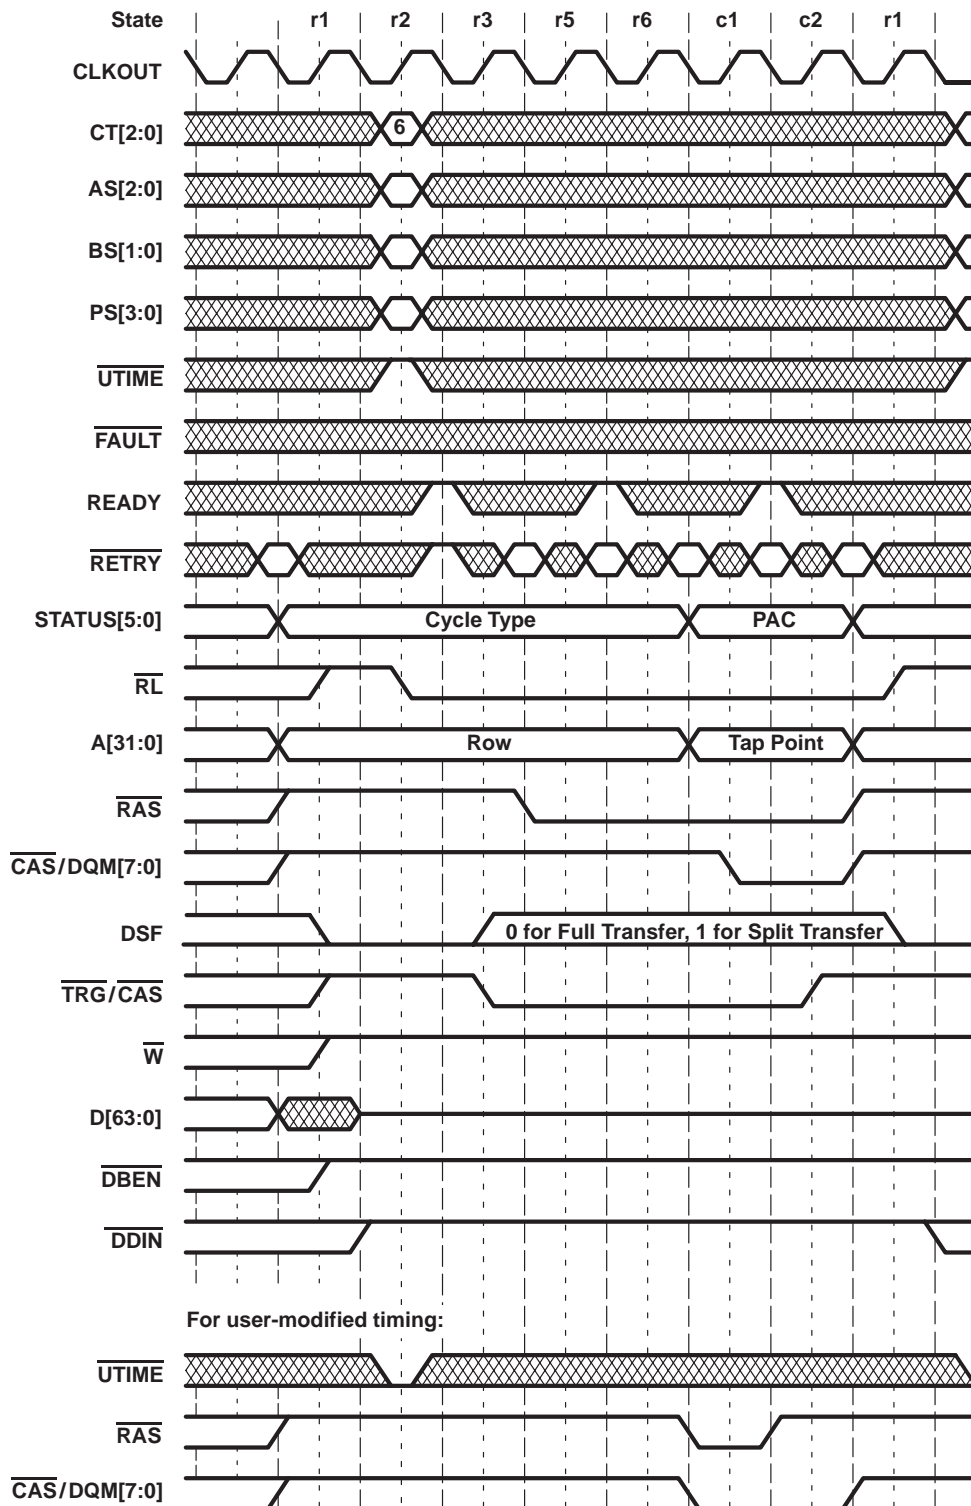 State r1 r2 r3 r5 r6 c1 c2 r1
CLKOUT
CT[2:0] 6
AS[2:0]
BS[1:0]
PS[3:0]
UTIME
FAULT
READY
RETRY
STATUS[5:0] Cycle Type PAC
RL
A[31:0] Row Tap Point
RAS
CAS/DQM[7:0]
DSF 0 for Full Transfer, 1 for Split Transfer
TRG/CAS
W
D[63:0]
DBEN
DDIN
For user-modified timing:
UTIME
RAS
CAS/DQM[7:0]